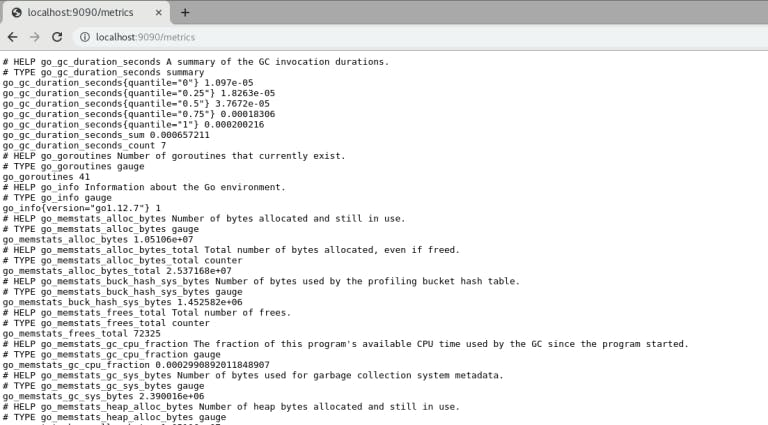 localhost:9090/metrics
localhost:9090/metrics
# HELP go_gc_duration_seconds A summary of the GC invocation durations.
# TYPE go_gc_duration_seconds summary
go_gc_duration_seconds{quantile="0"} 1.097e-05
go_gc_duration_seconds{quantile="0.25"} 1.8263e-05
go_gc_duration_seconds{quantile="0.5"} 3.7672e-05
go_gc_duration_seconds{quantile="0.75"} 0.00018306
go_gc_duration_seconds{quantile="1"} 0.000200216
go_gc_duration_seconds_sum 0.000657211
go_gc_duration_seconds_count 7
# HELP go_goroutines Number of goroutines that currently exist.
# TYPE go_goroutines gauge
go_goroutines 41
# HELP go_info Information about the Go environment.
# TYPE go_info gauge
go_info{version="go1.12.7"} 1
# HELP go_memstats_alloc_bytes Number of bytes allocated and still in use.
# TYPE go_memstats_alloc_bytes gauge
go_memstats_alloc_bytes 1.05106e+07
# HELP go_memstats_alloc_bytes_total Total number of bytes allocated, even if freed.
# TYPE go_memstats_alloc_bytes_total counter
go_memstats_alloc_bytes_total 2.537168e+07
# HELP go_memstats_buck_hash_sys_bytes Number of bytes used by the profiling bucket hash table.
# TYPE go_memstats_buck_hash_sys_bytes gauge
go_memstats_buck_hash_sys_bytes 1.452582e+06
# HELP go_memstats_frees_total Total number of frees.
# TYPE go_memstats_frees_total counter
go_memstats_frees_total 72325
# HELP go_memstats_gc_cpu_fraction The fraction of this program's available CPU time used by the GC since the program started.
# TYPE go_memstats_gc_cpu_fraction gauge
go_memstats_gc_cpu_fraction 0.0002990892011848907
# HELP go_memstats_gc_sys_bytes Number of bytes used for garbage collection system metadata.
# TYPE go_memstats_gc_sys_bytes gauge
go_memstats_gc_sys_bytes 2.390016e+06
# HELP go_memstats_heap_alloc_bytes Number of heap bytes allocated and still in use.
# TYPE go_memstats_heap_alloc_bytes gauge